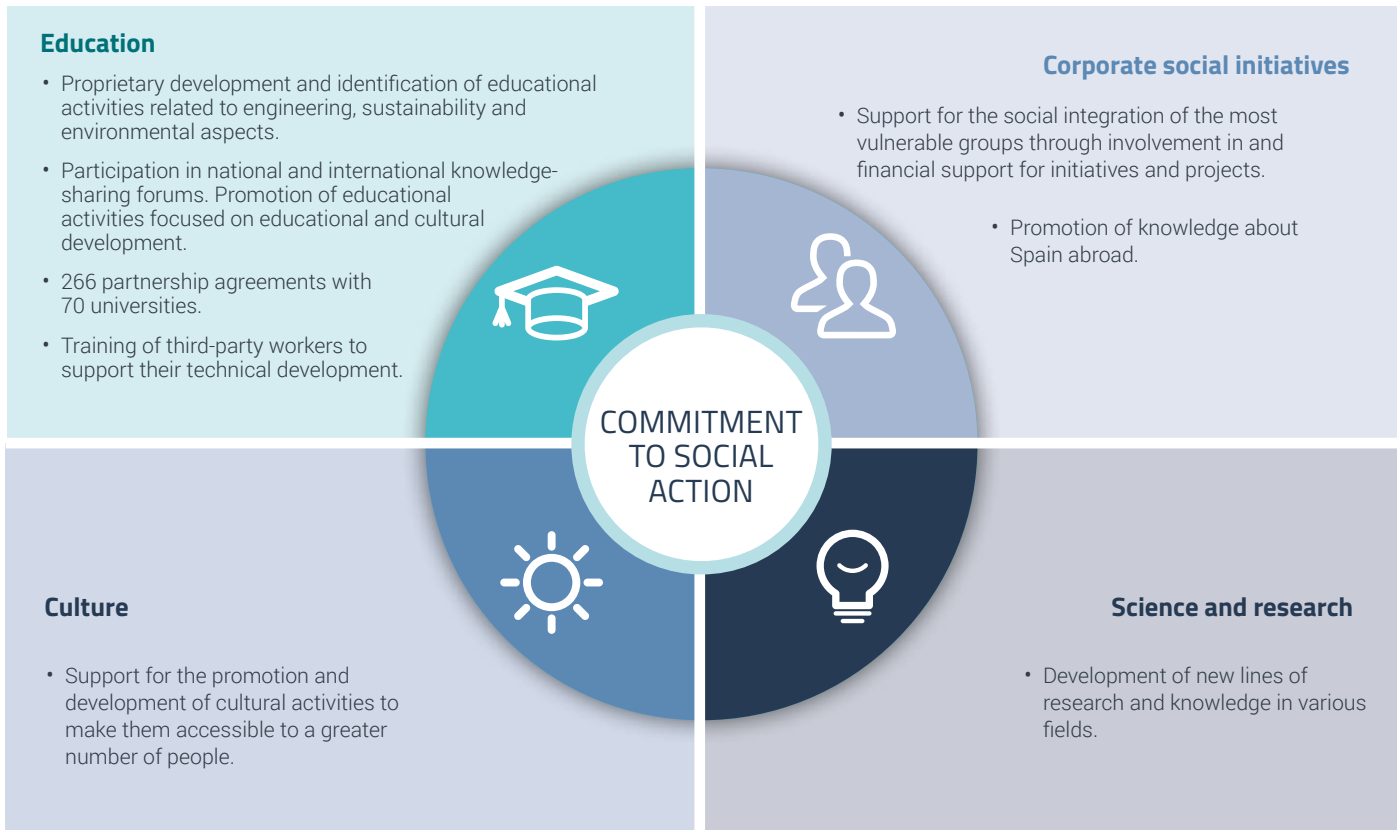 Education
• Proprietary development and identification of educational
activities related to engineering, sustainability and
environmental aspects.
• Participation in national and international knowledge-
sharing forums. Promotion of educational
activities focused on educational and cultural
development.
• 266 partnership agreements with
70 universities.
• Training of third-party workers to
support their technical development.
Corporate social initiatives
• Support for the social integration of the most
vulnerable groups through involvement in and
financial support for initiatives and projects.
• Promotion of knowledge about
Spain abroad.
COMMITMENT
TO SOCIAL
ACTION
Culture
• Support for the promotion and
development of cultural activities to
make them accessible to a greater
number of people.
Science and research
• Development of new lines of
research and knowledge in various
fields.